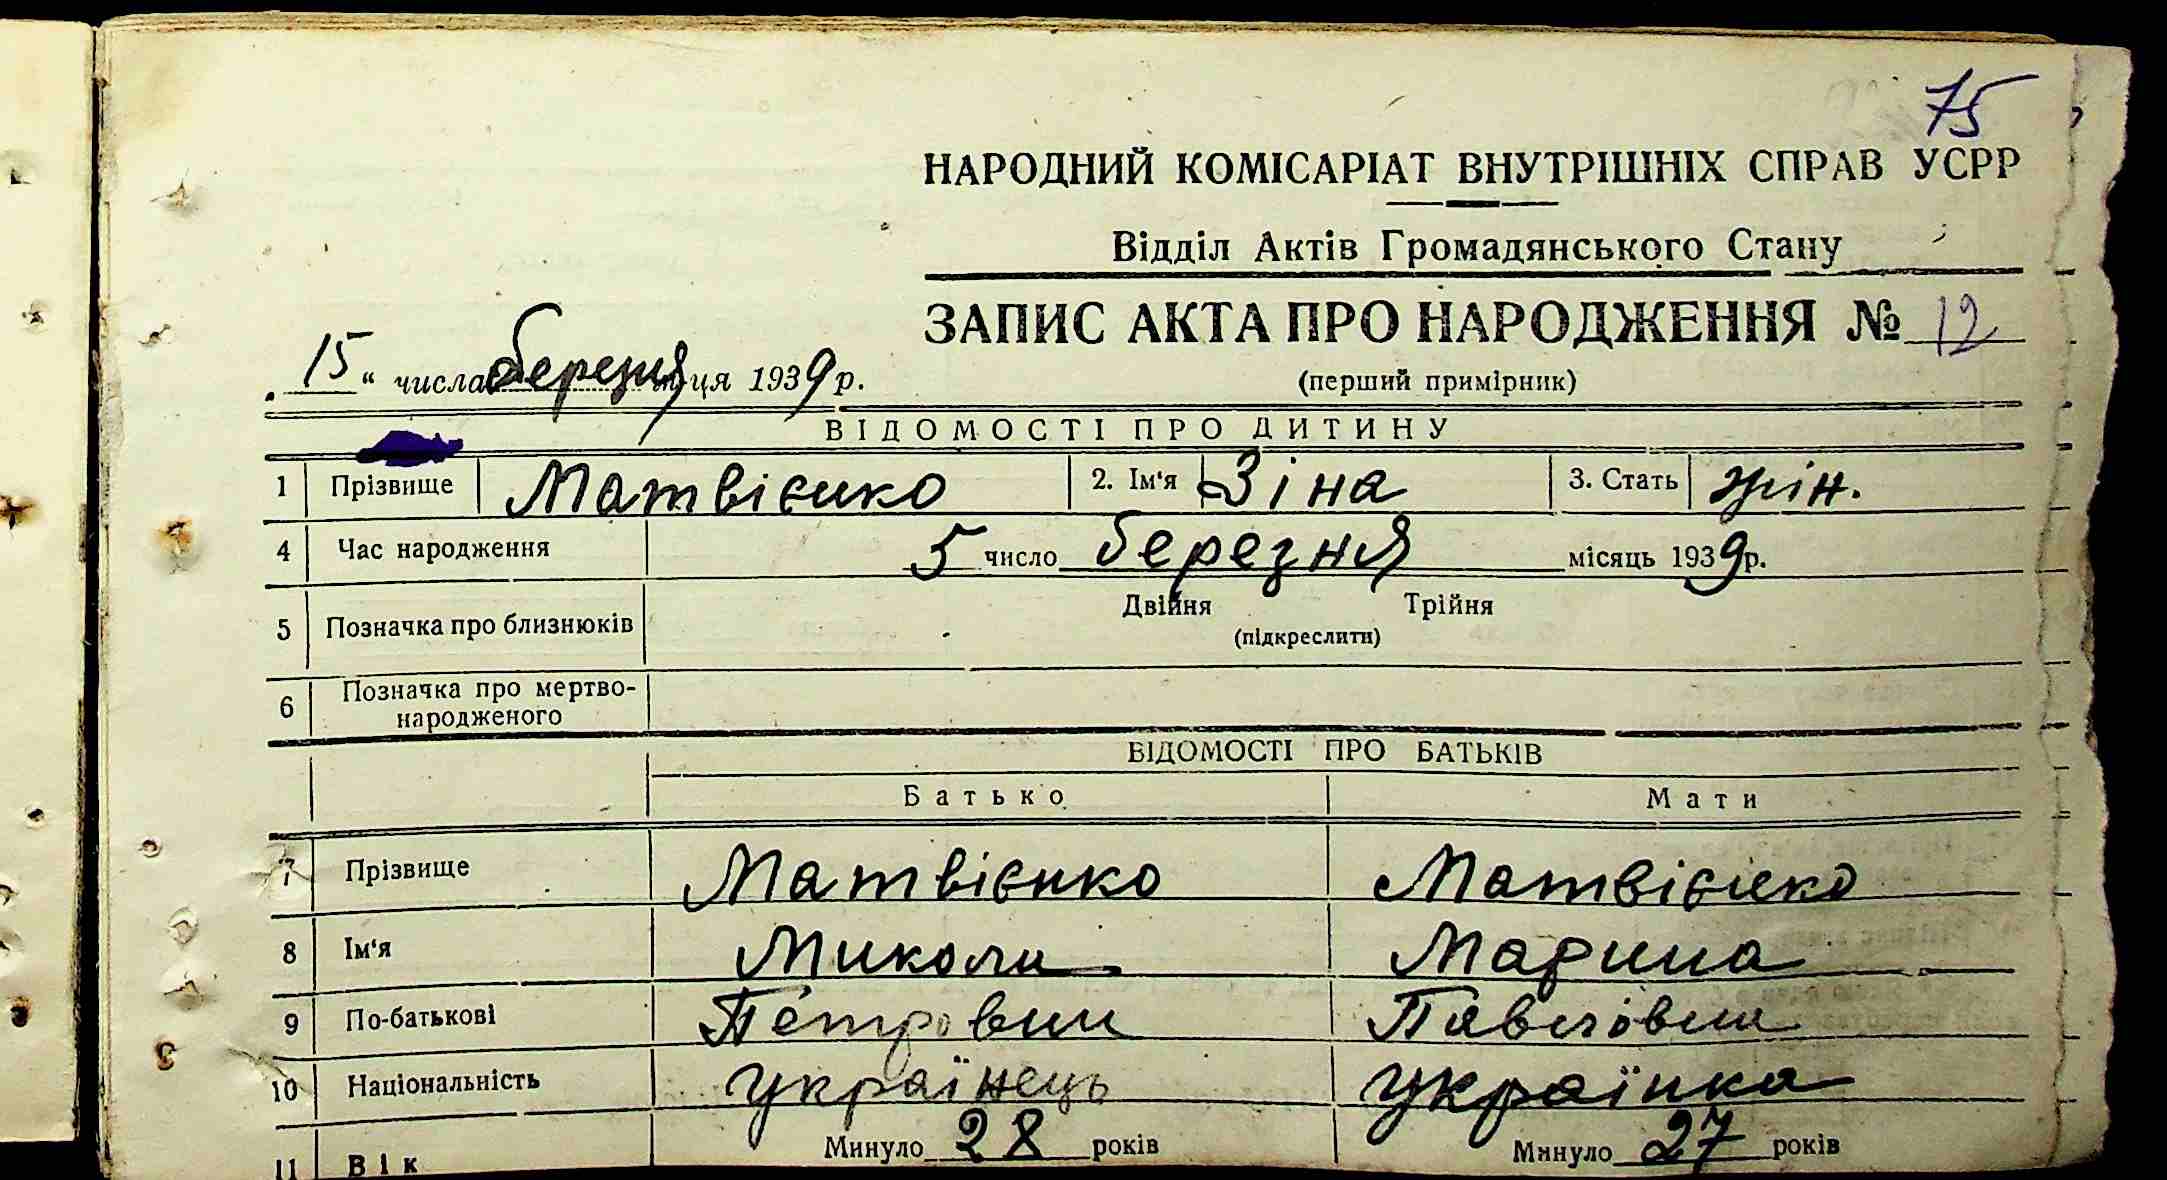 75
НАРОДНИЙ КОМІСАРІАТ ВНУТРІШНІХ СПРАВ УСРР
Відділ Актів Громадянського Стану
ЗАПИС АКТА ПРО НАРОДЖЕННЯ № 12
(перший примірник)
„15“ числа березня ця 1939 р.
ВІДОМОСТІ ПРО ДИТИНУ
1 Прізвище Матвієнко 2. Ім'я Зіна 3. Стать жін.
4 Час народження 5 число березня місяць 1939 р.
5 Позначка про близнюків Двійня Трійня
(підкреслити)
6 Позначка про мертво-
народженого
ВІДОМОСТІ ПРО БАТЬКІВ
Батько Мати
7 Прізвище Матвієнко Матвієнко
8 Ім'я Микола Марина
9 По-батькові Петрович Павловна
10 Національність Українець Українка
11 Вік Минуло 28 років Минуло 27 років